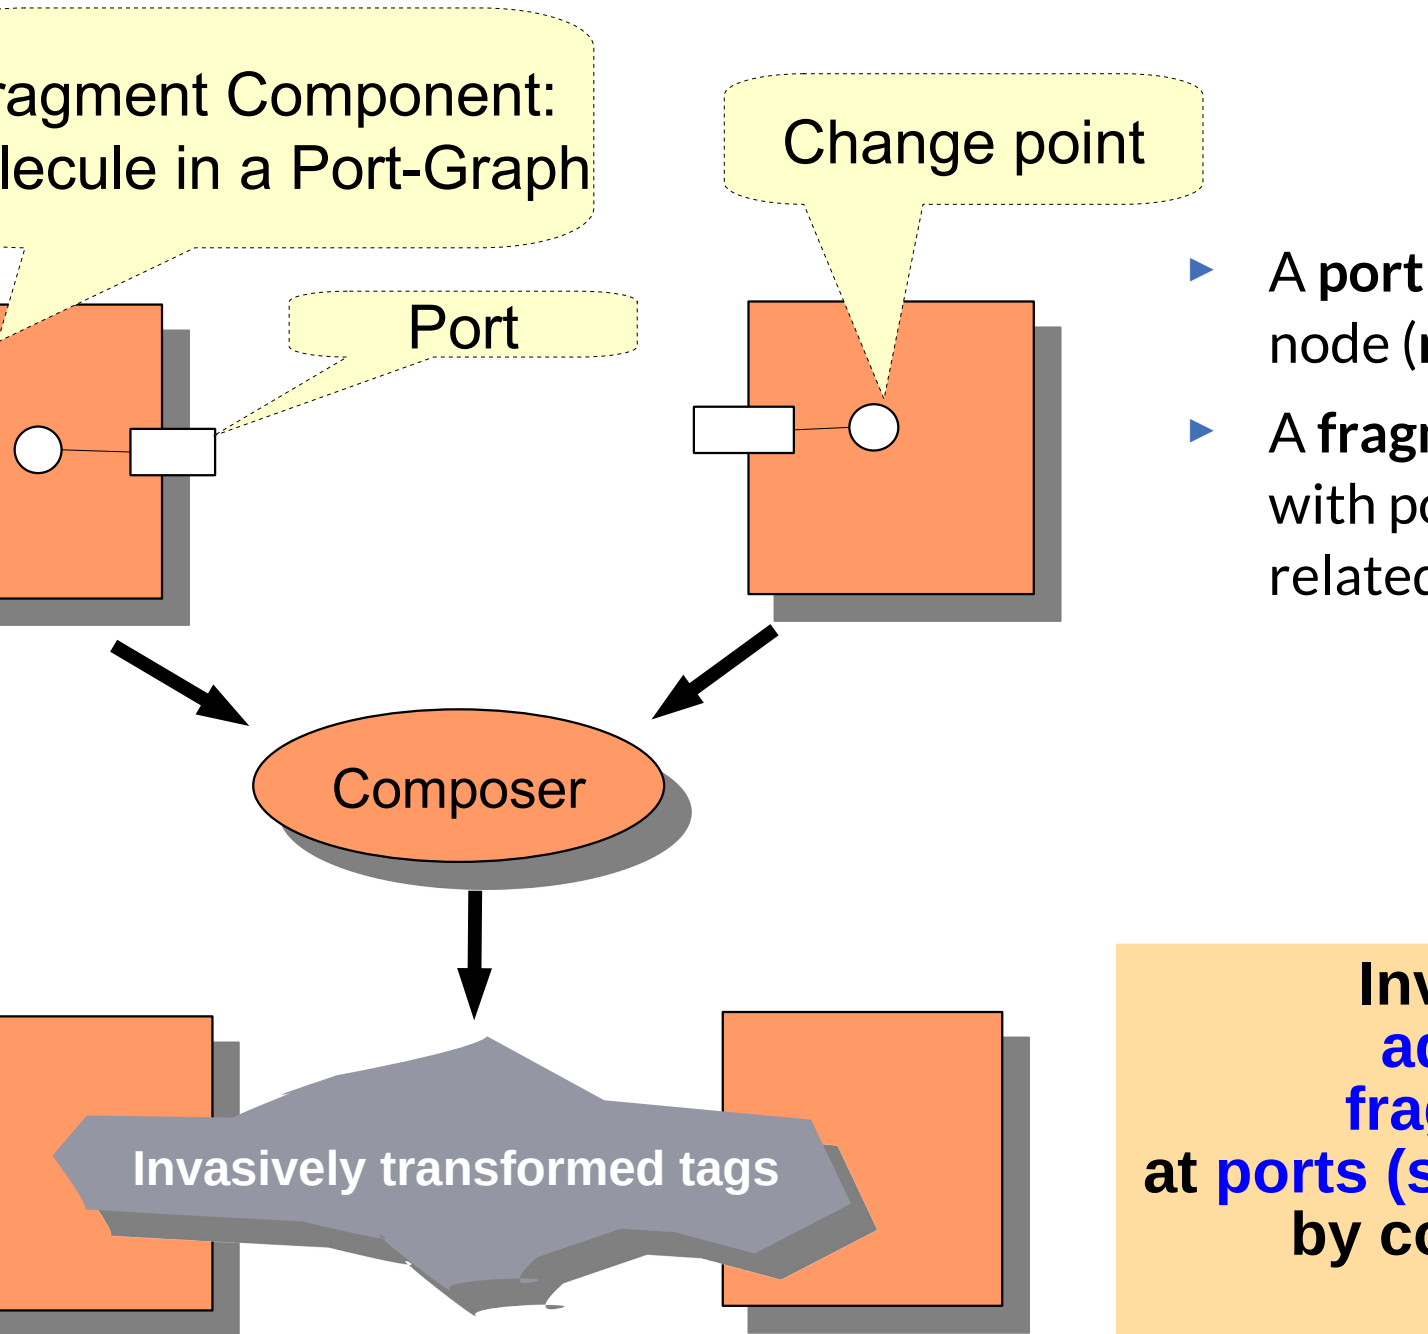 ragment Component:
lecule in a Port-Graph
Change point
Port
A port
node (
A fragr
with po
related
Composer
Invasively transformed tags
Inv
ad
frag
at ports (s
by co